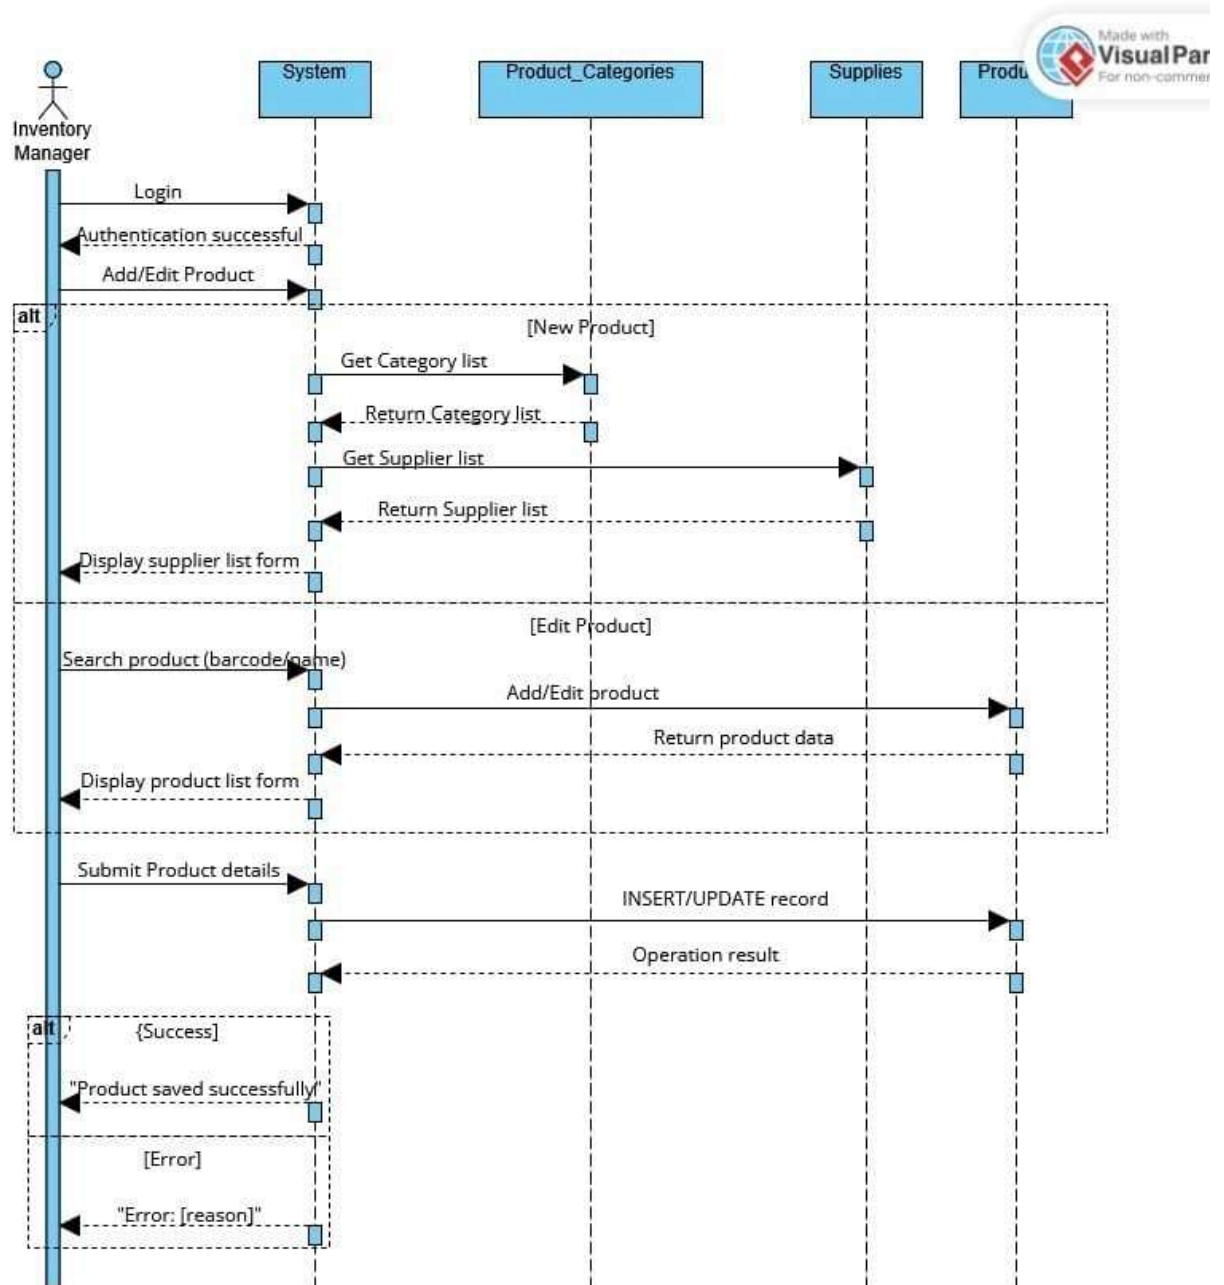 Made with
Visual Par
For non-commer
System
Product_Categories
Supplies
Produ
Inventory
Manager
Login
Authentication successful
Add/Edit Product
alt
[New Product]
Get Category list
Return Category list
Get Supplier list
Return Supplier list
Display supplier list form
[Edit Product]
Search product (barcode/name)
Add/Edit product
Return product data
Display product list form
Submit Product details
INSERT/UPDATE record
Operation result
alt
{Success]
"Product saved successfully"
[Error]
"Error: [reason]"